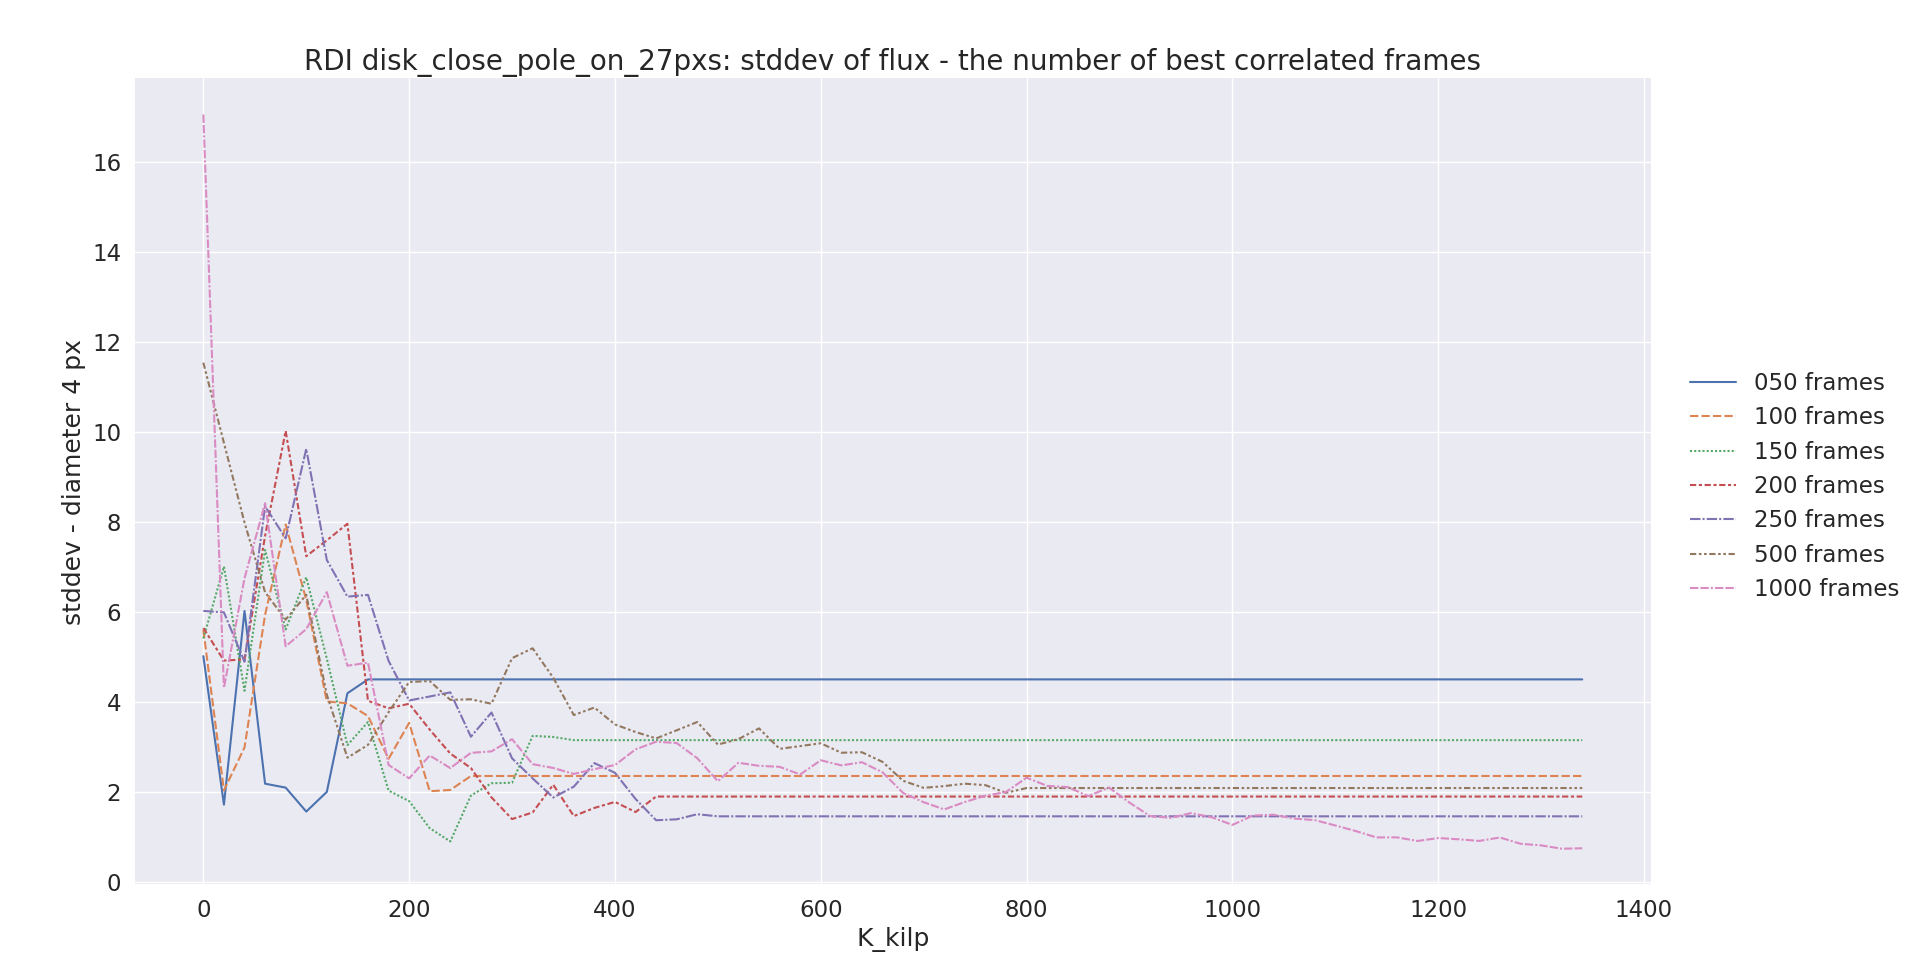 RDI disk_close_pole_on_27pxs: stddev of flux - the number of best correlated frames
stddev - diameter 4 px
16
14
12
10
8
6
4
2
0
0 200 400 600 800 1000 1200 1400
K_kilp
050 frames
100 frames
150 frames
200 frames
250 frames
500 frames
1000 frames